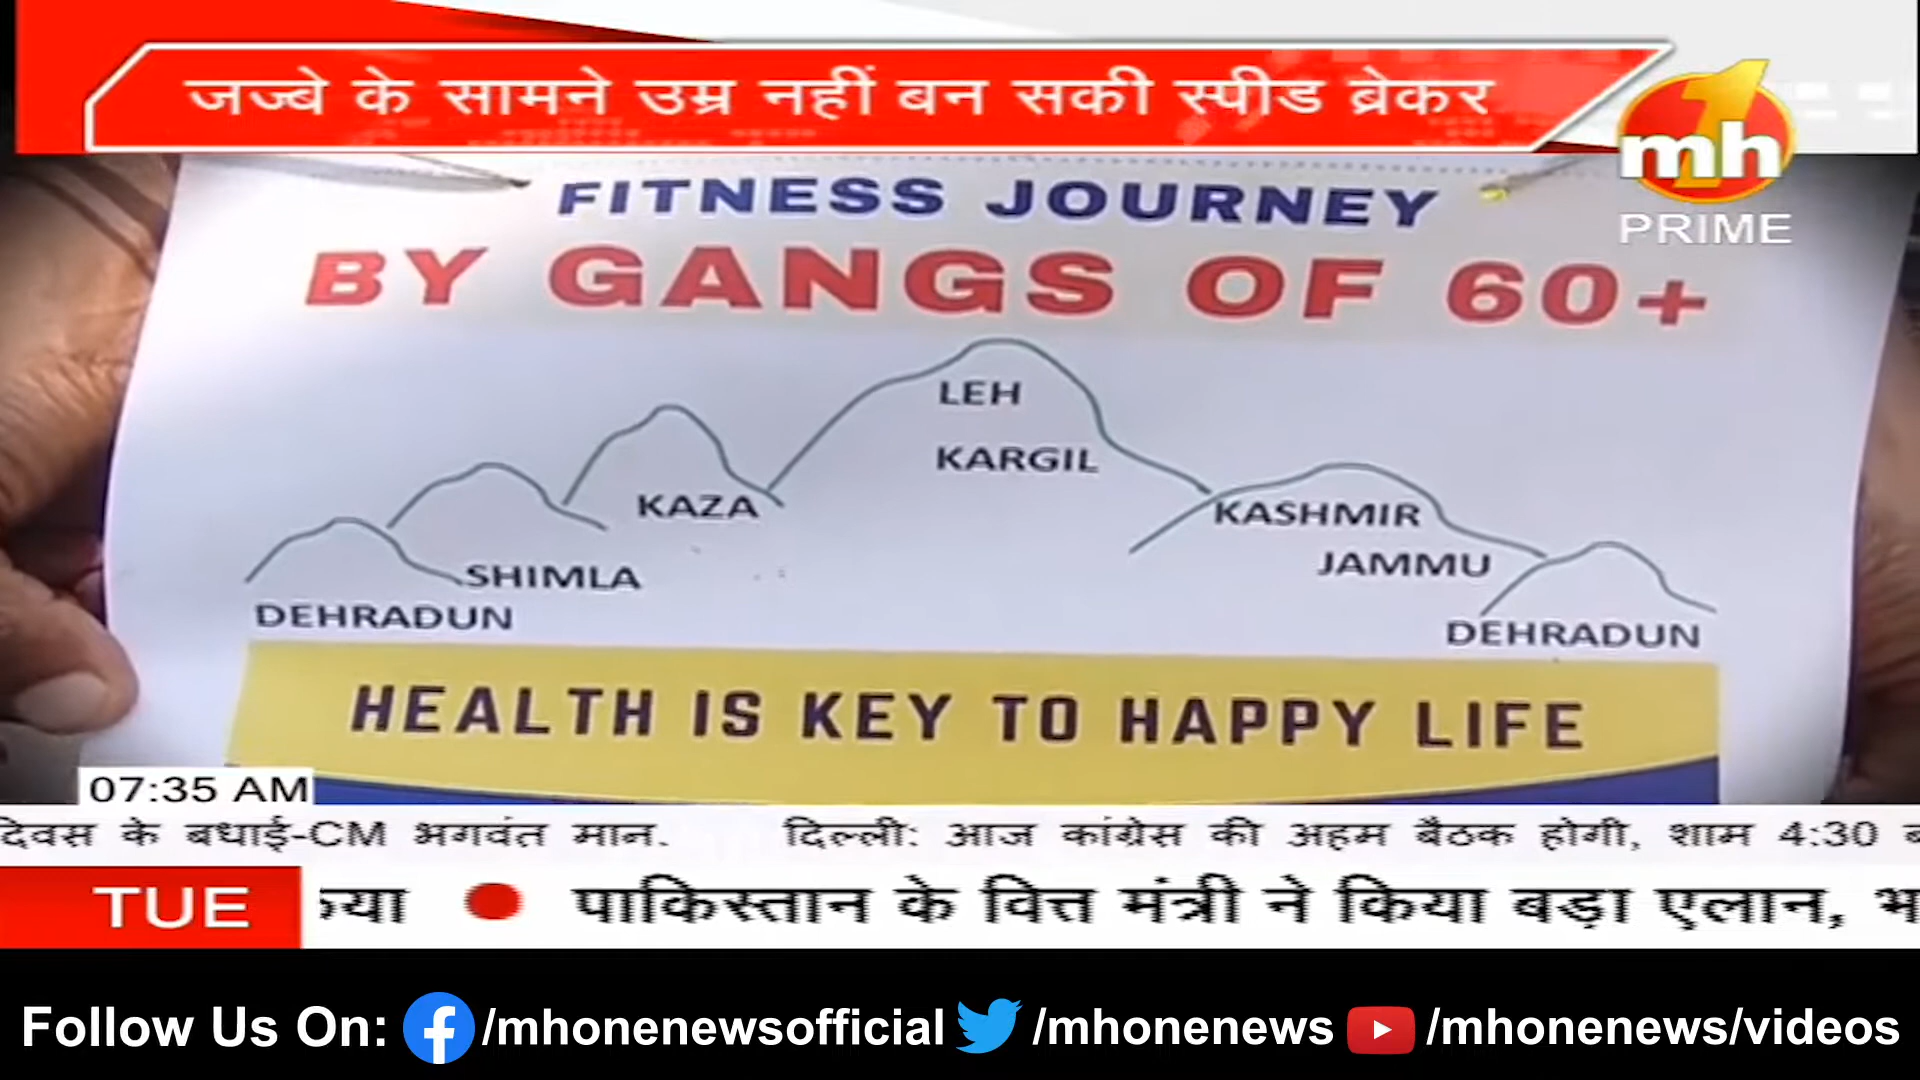 जज्बे के सामने उम्र नहीं बन सकी स्पीड ब्रेकर
mh1
PRIME
FITNESS JOURNEY
BY GANGS OF 60+
LEH
KARGIL
KAZA
KASHMIR
SHIMLA
JAMMU
DEHRADUN
DEHRADUN
HEALTH IS KEY TO HAPPY LIFE
07:35 AM
दिवस के बधाई-CM भगवंत मान. दिल्ली: आज कांग्रेस की अहम बैठक होगी, शाम 4:30
TUE
पाकिस्तान के वित्त मंत्री ने किया बड़ा एलान,
Follow Us On: /mhonenewsofficial /mhonenews /mhonenews/videos